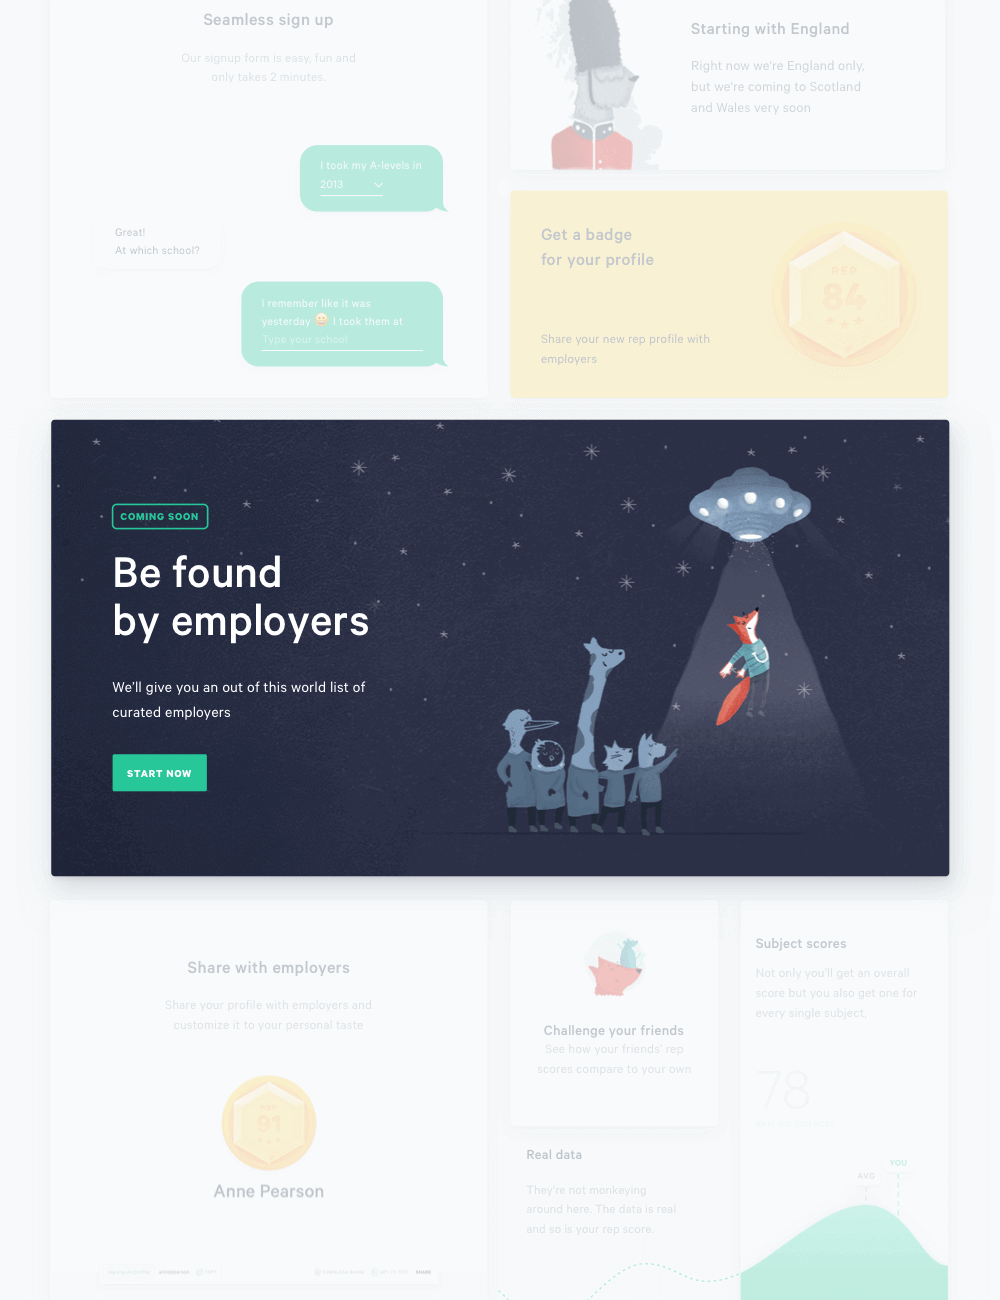 Seamless sign up
Our signup form is easy, fun and
only takes 2 minutes.
I took my A-levels in
2013
Great!
At which school?
I remember like it was
yesterday 😀 I took them at
Type your school
Starting with England
Right now we're England only,
but we're coming to Scotland
and Wales very soon
Get a badge
for your profile
Share your new rep profile with
employers
REP
84
COMING SOON
Be found
by employers
We'll give you an out of this world list of
curated employers
START NOW
Share with employers
Share your profile with employers and
customize it to your personal taste
REP
91
Anne Pearson
SHARE
Challenge your friends
See how your friends' rep
scores compare to your own
Real data
They're not monkeying
around here. The data is real
and so is your rep score.
Subject scores
Not only you'll get an overall
score but you also get one for
every single subject.
78
AVG
YOU